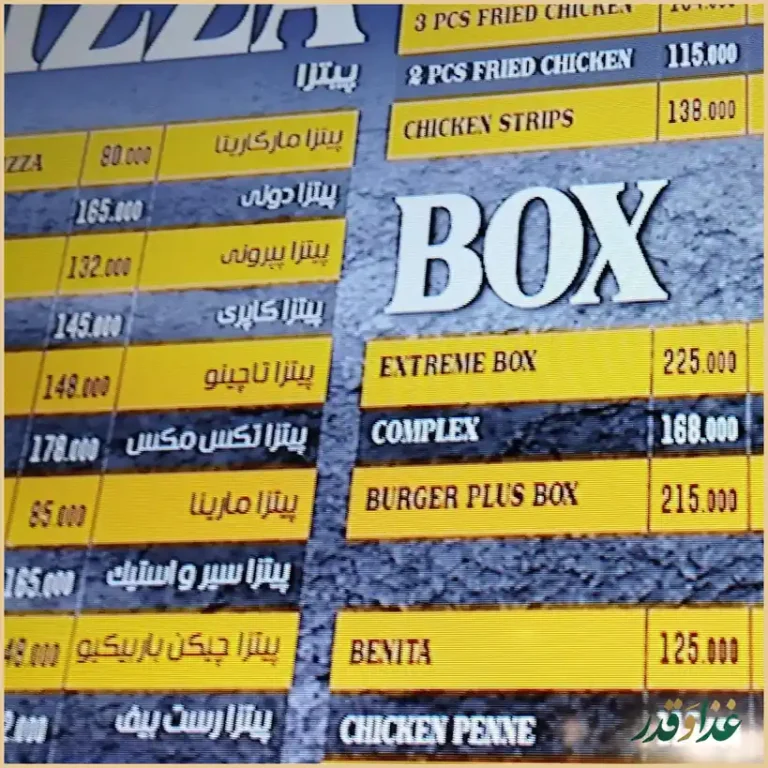 پیتزا
پیتزا مارگاریتا 80.000
پیتزا دونی 165.000
پیتزا پپرونی 132.000
پیتزا کاپری 145.000
پیتزا تاچینو 148.000
پیتزا تکس مکس 178.000
پیتزا مارینا 85.000
پیتزا سیر و استیک 165.000
پیتزا چیکن باربیکیو
پیتزا رست بیف
3 PCS FRIED CHICKEN
2 PCS FRIED CHICKEN 115.000
CHICKEN STRIPS 138.000
BOX
EXTREME BOX 225.000
COMPLEX 168.000
BURGER PLUS BOX 215.000
BENITA 125.000
CHICKEN PENNE
غذا و قدر